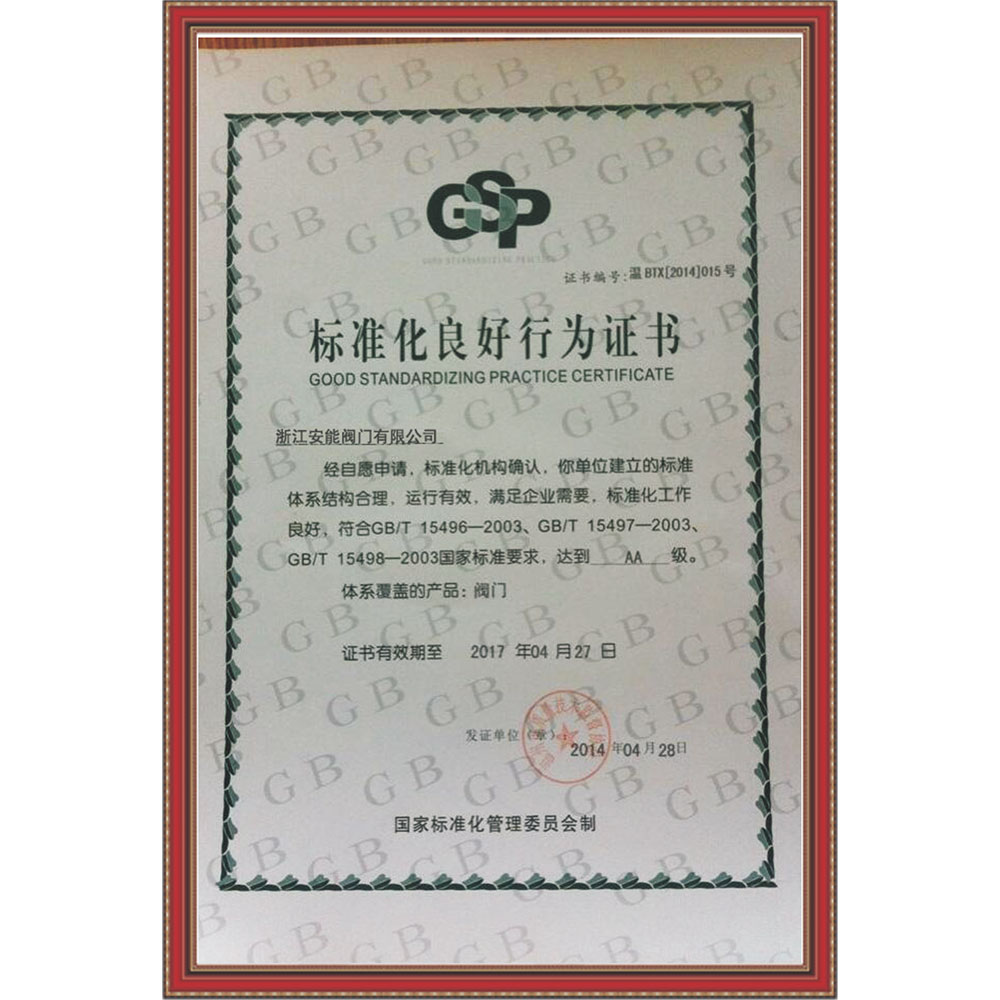 GSP
GOOD STANDARDIZING PRACTICE
证书编号:温BTX[2014]015号
标准化良好行为证书
GOOD STANDARDIZING PRACTICE CERTIFICATE
浙江安能阀门有限公司
经自愿申请，标准化机构确认，你单位建立的标准
体系结构合理，运行有效，满足企业需要，标准化工作
良好，符合GB/T 15496—2003、GB/T 15497—2003、
GB/T 15498—2003国家标准要求，达到 AA 级。
体系覆盖的产品：阀门
证书有效期至 2017 年04 月27 日
发证单位（章）：
2014 年04月28日
国家标准化管理委员会制